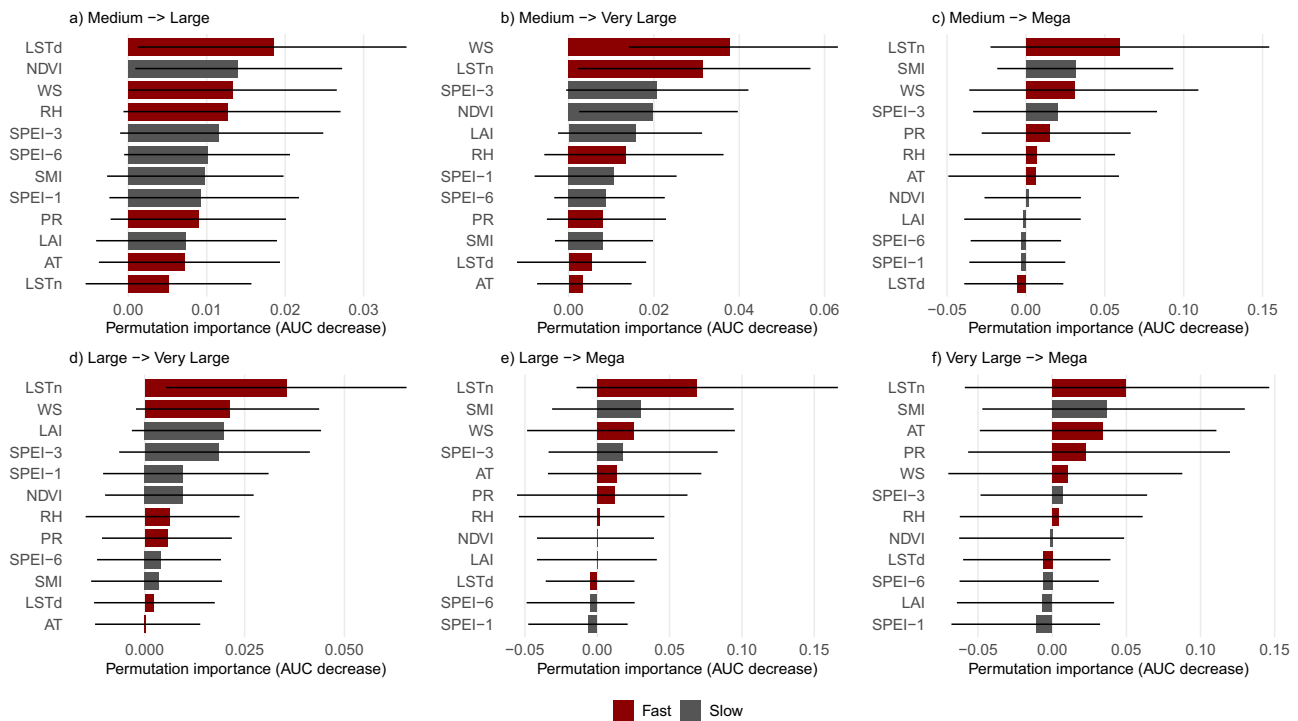 a) Medium −> Large
LSTd
NDVI
WS
RH
SPEI−3
SPEI−6
SMI
SPEI−1
PR
LAI
AT
LSTn
0.00 0.01 0.02 0.03
Permutation importance (AUC decrease)
b) Medium −> Very Large
WS
LSTn
SPEI−3
NDVI
LAI
RH
SPEI−1
SPEI−6
PR
SMI
LSTd
AT
0.00 0.02 0.04 0.06
Permutation importance (AUC decrease)
c) Medium −> Mega
LSTn
SMI
WS
SPEI−3
PR
RH
AT
NDVI
LAI
SPEI−6
SPEI−1
LSTd
−0.05 0.00 0.05 0.10 0.15
Permutation importance (AUC decrease)
d) Large −> Very Large
LSTn
WS
LAI
SPEI−3
SPEI−1
NDVI
RH
PR
SPEI−6
SMI
LSTd
AT
0.000 0.025 0.050
Permutation importance (AUC decrease)
e) Large −> Mega
LSTn
SMI
WS
SPEI−3
AT
PR
RH
NDVI
LAI
LSTd
SPEI−6
SPEI−1
−0.05 0.00 0.05 0.10 0.15
Permutation importance (AUC decrease)
f) Very Large −> Mega
LSTn
SMI
AT
PR
WS
SPEI−3
RH
NDVI
LSTd
SPEI−6
LAI
SPEI−1
−0.05 0.00 0.05 0.10 0.15
Permutation importance (AUC decrease)
Fast Slow